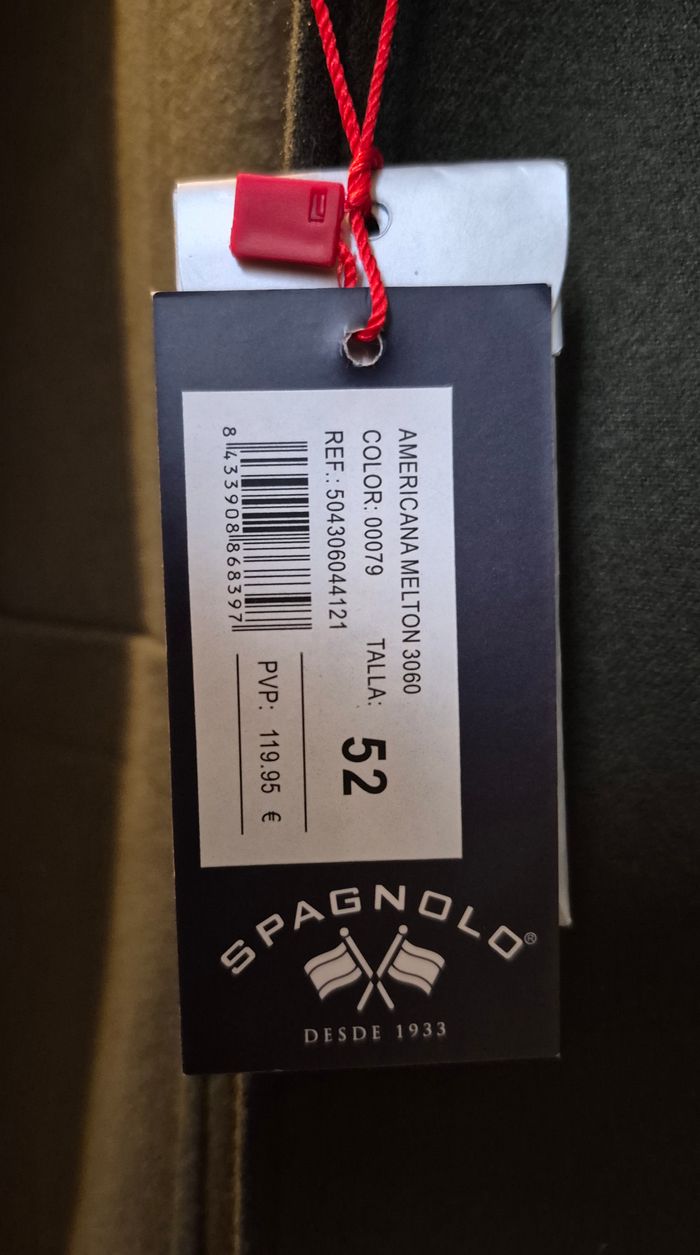 AMERICANA MELTON 3060
COLOR: 00079 TALLA: 52
REF.: 504306044121
8 433908 868397
PVP: 119.95 €
SPAGNOLO®
DESDE 1933